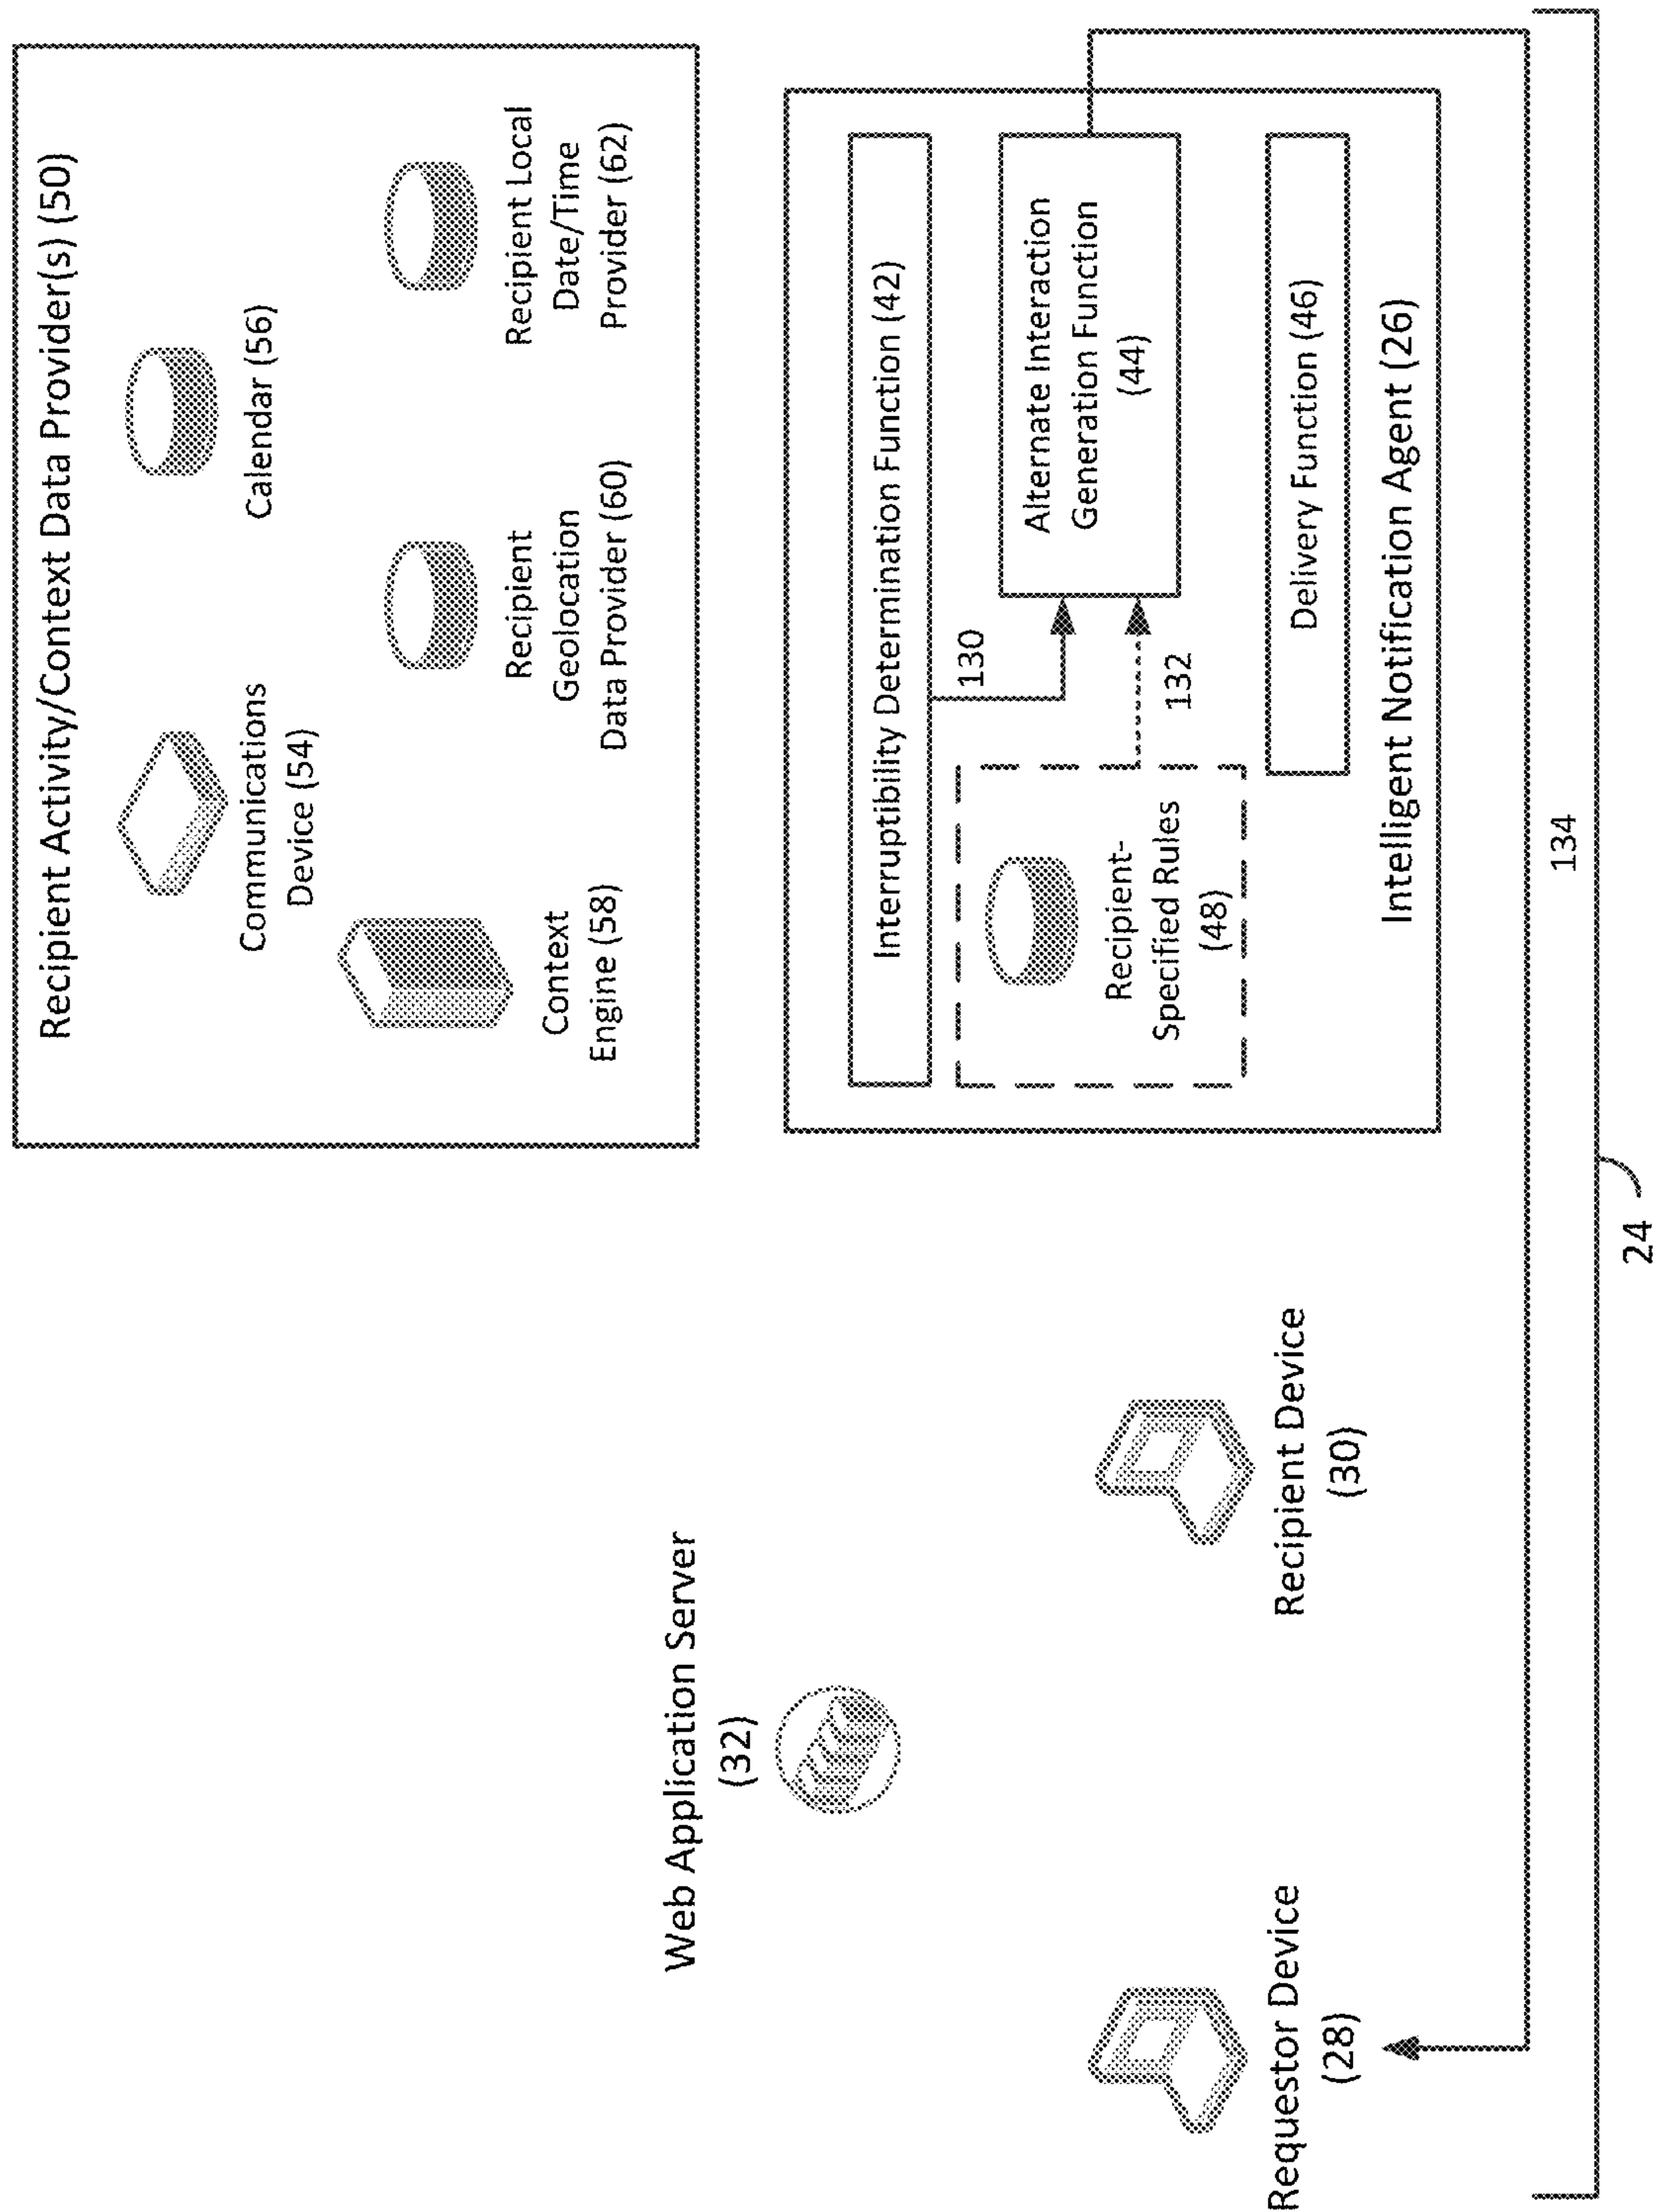 Recipient Activity/Context Data Provider(s) (50)
Communications
Device (54)
Calendar (56)
Context
Engine (58)
Recipient
Geolocation
Data Provider (60)
Recipient Local
Date/Time
Provider (62)
Web Application Server
(32)
Interruptibility Determination Function (42)
130
Recipient-
Specified Rules
(48)
132
Alternate Interaction
Generation Function
(44)
Delivery Function (46)
Intelligent Notification Agent (26)
Requestor Device
(28)
Recipient Device
(30)
134
24